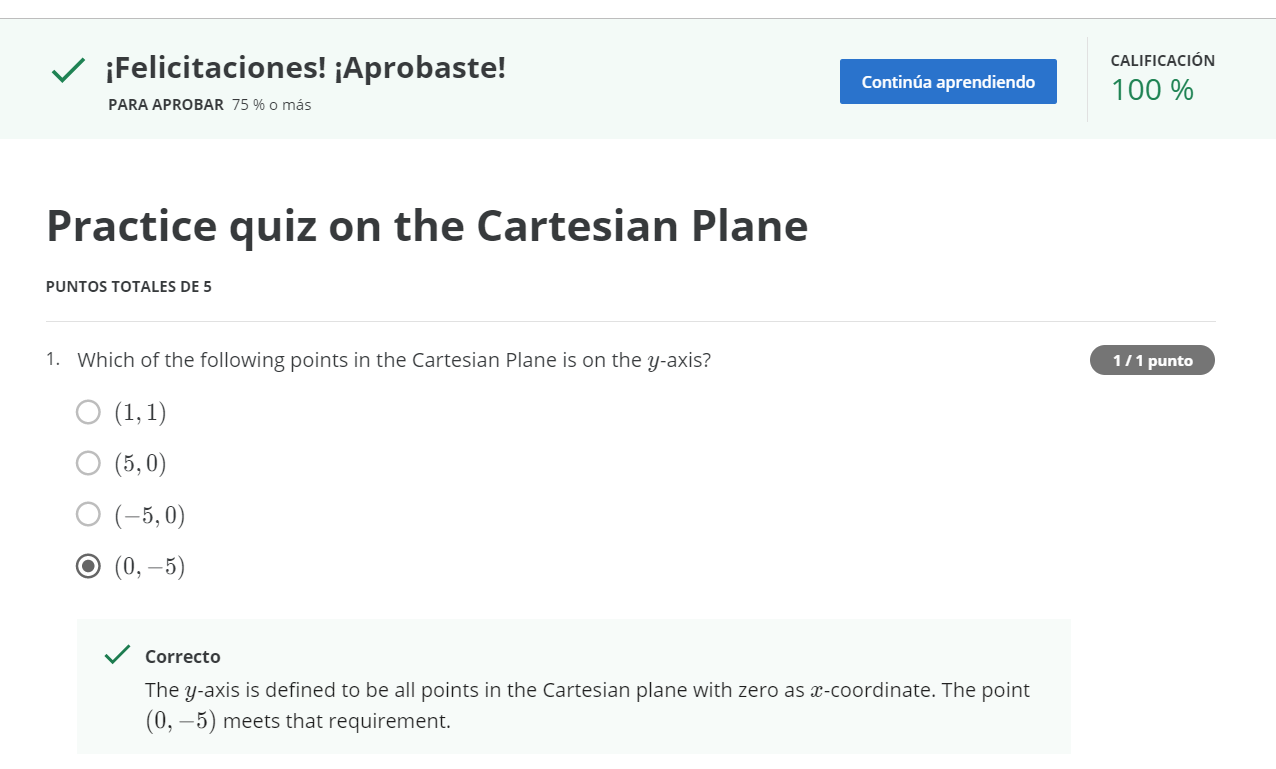 ¡Felicitaciones! ¡Aprobaste!
PARA APROBAR 75 % o más
Continúa aprendiendo
CALIFICACIÓN
100 %
Practice quiz on the Cartesian Plane
PUNTOS TOTALES DE 5
1. Which of the following points in the Cartesian Plane is on the y-axis?
1 / 1 punto
(1, 1)
(5, 0)
(−5, 0)
(0, −5)
Correcto
The y-axis is defined to be all points in the Cartesian plane with zero as x-coordinate. The point
(0, −5) meets that requirement.